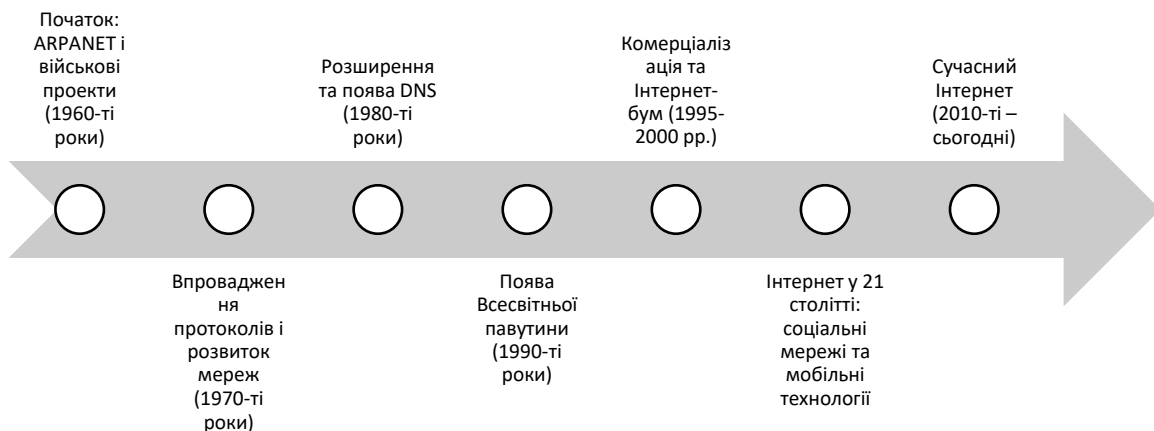 Початок:
ARPANET і
військові
проекти
(1960-ті
роки)
Впроваджен
ня
протоколів і
розвиток
мереж
(1970-ті
роки)
Розширення
та поява DNS
(1980-ті
роки)
Поява
Всесвітньої
павутини
(1990-ті
роки)
Комерціаліз
ація та
Інтернет-
бум (1995-
2000 рр.)
Інтернет у 21
столітті:
соціальні
мережі та
мобільні
технології
Сучасний
Інтернет
(2010-ті –
сьогодні)